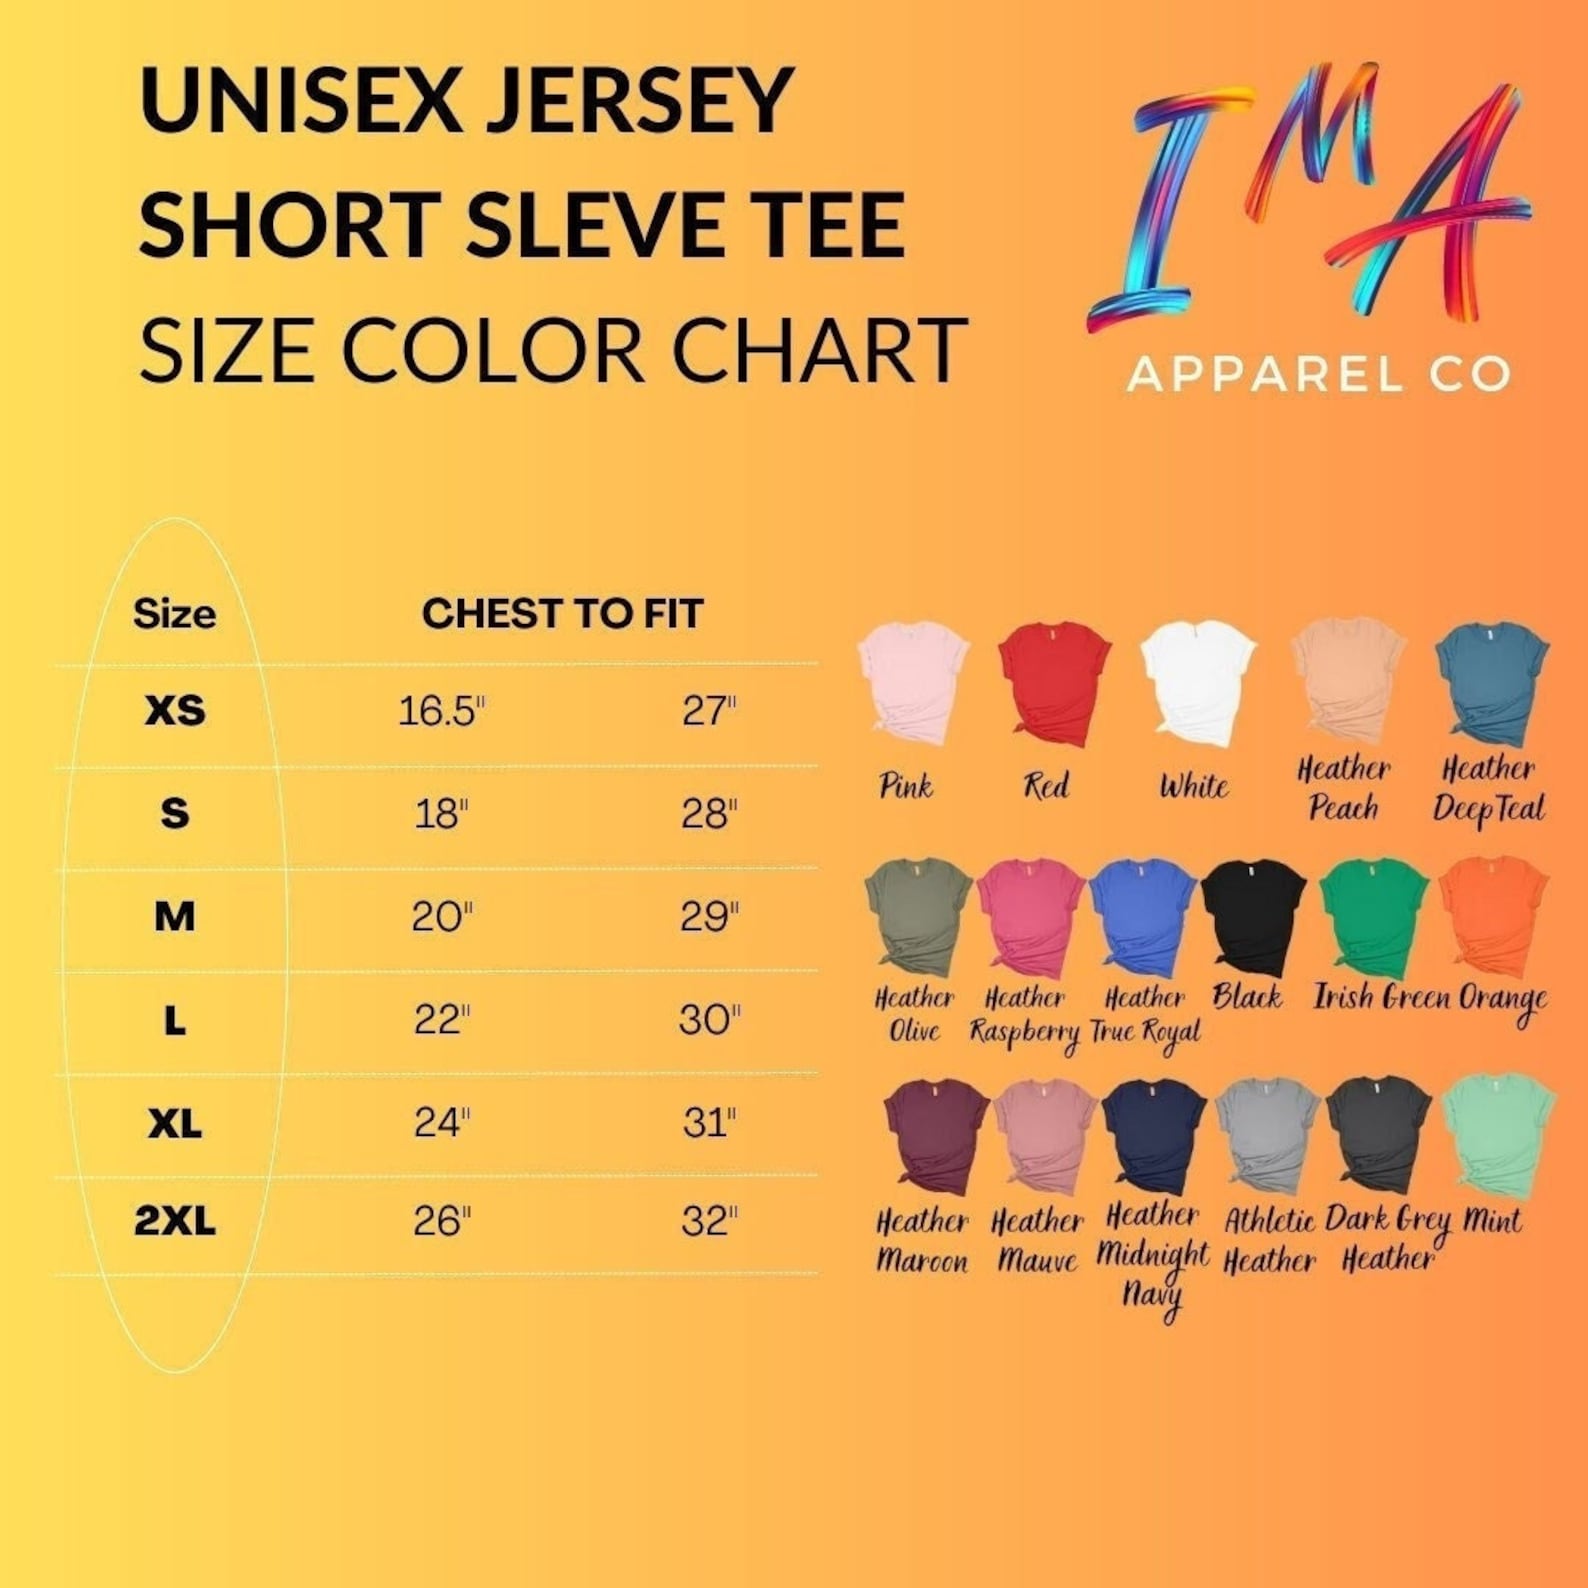 UNISEX JERSEY
SHORT SLEVE TEE
SIZE COLOR CHART
IMA
APPAREL CO
Size CHEST TO FIT
XS 16.5" 27"
S 18" 28"
M 20" 29"
L 22" 30"
XL 24" 31"
2XL 26" 32"
Pink Red White Heather Heather
Peach Deep Teal
Heather Heather Heather Black Irish Green Orange
Olive Raspberry True Royal
Heather Heather Heather Athletic Dark Grey Mint
Maroon Mauve Midnight Heather Heather
Navy